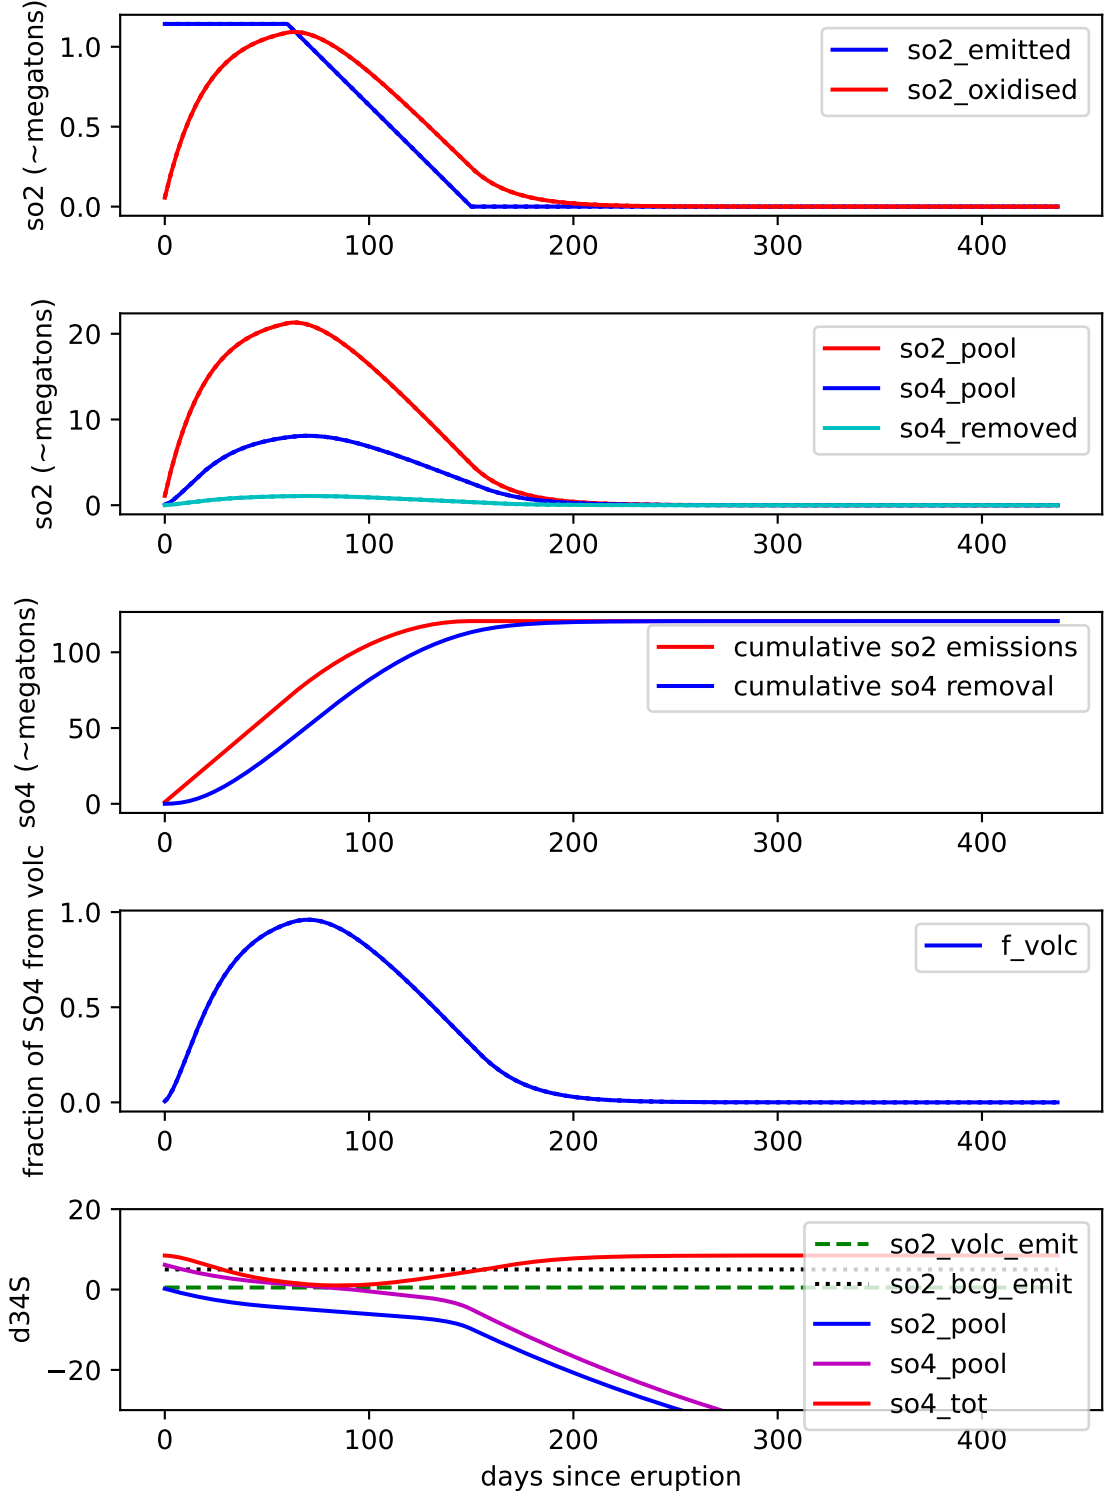 so2 (~megatons)
1.0
0.5
0.0
so2_emitted
so2_oxidised
0 100 200 300 400
so2 (~megatons)
20
10
0
so2_pool
so4_pool
so4_removed
0 100 200 300 400
so4 (~megatons)
100
50
0
cumulative so2 emissions
cumulative so4 removal
0 100 200 300 400
fraction of SO4 from volc
1.0
0.5
0.0
f_volc
0 100 200 300 400
d34S
20
0
−20
so2_volc_emit
so2_bcg_emit
so2_pool
so4_pool
so4_tot
0 100 200 300 400
days since eruption